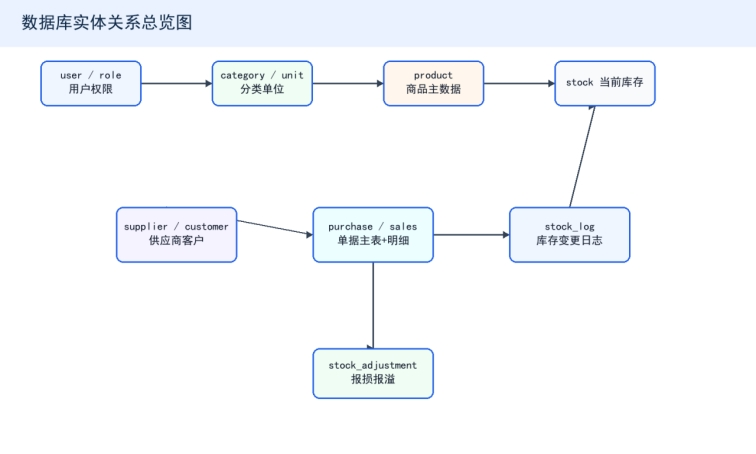 数据库实体关系总览图
user / role
用户权限
category / unit
分类单位
product
商品主数据
stock 当前库存
supplier / customer
供应商客户
purchase / sales
单据主表+明细
stock_log
库存变更日志
stock_adjustment
报损报溢